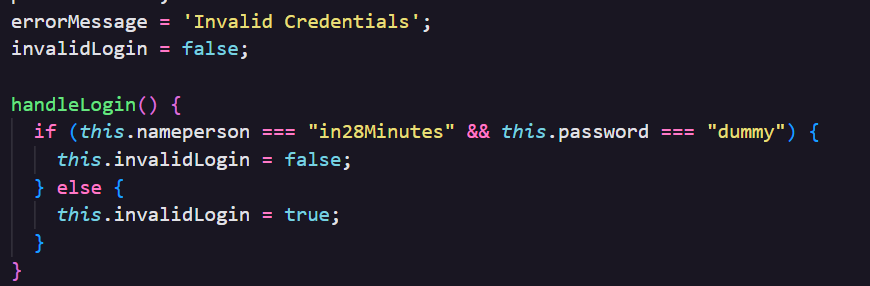 errorMessage = 'Invalid Credentials';
invalidLogin = false;
handleLogin() {
if (this.nameperson === "in28Minutes" && this.password === "dummy") {
this.invalidLogin = false;
} else {
this.invalidLogin = true;
}
}